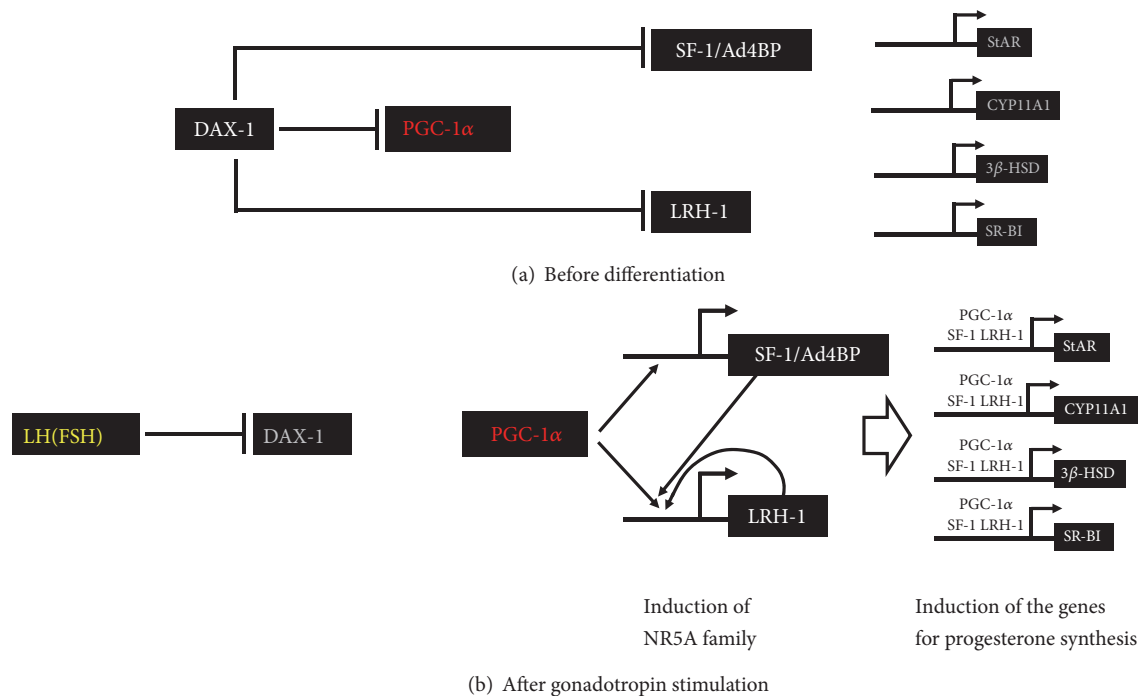 SF-1/Ad4BP
StAR
DAX-1
PGC-1α
CYP11A1
3β-HSD
LRH-1
SR-BI
(a) Before differentiation
PGC-1α
SF-1 LRH-1
StAR
SF-1/Ad4BP
PGC-1α
SF-1 LRH-1
CYP11A1
LH(FSH)
DAX-1
PGC-1α
PGC-1α
SF-1 LRH-1
3β-HSD
LRH-1
PGC-1α
SF-1 LRH-1
SR-BI
Induction of
NR5A family
Induction of the genes
for progesterone synthesis
(b) After gonadotropin stimulation